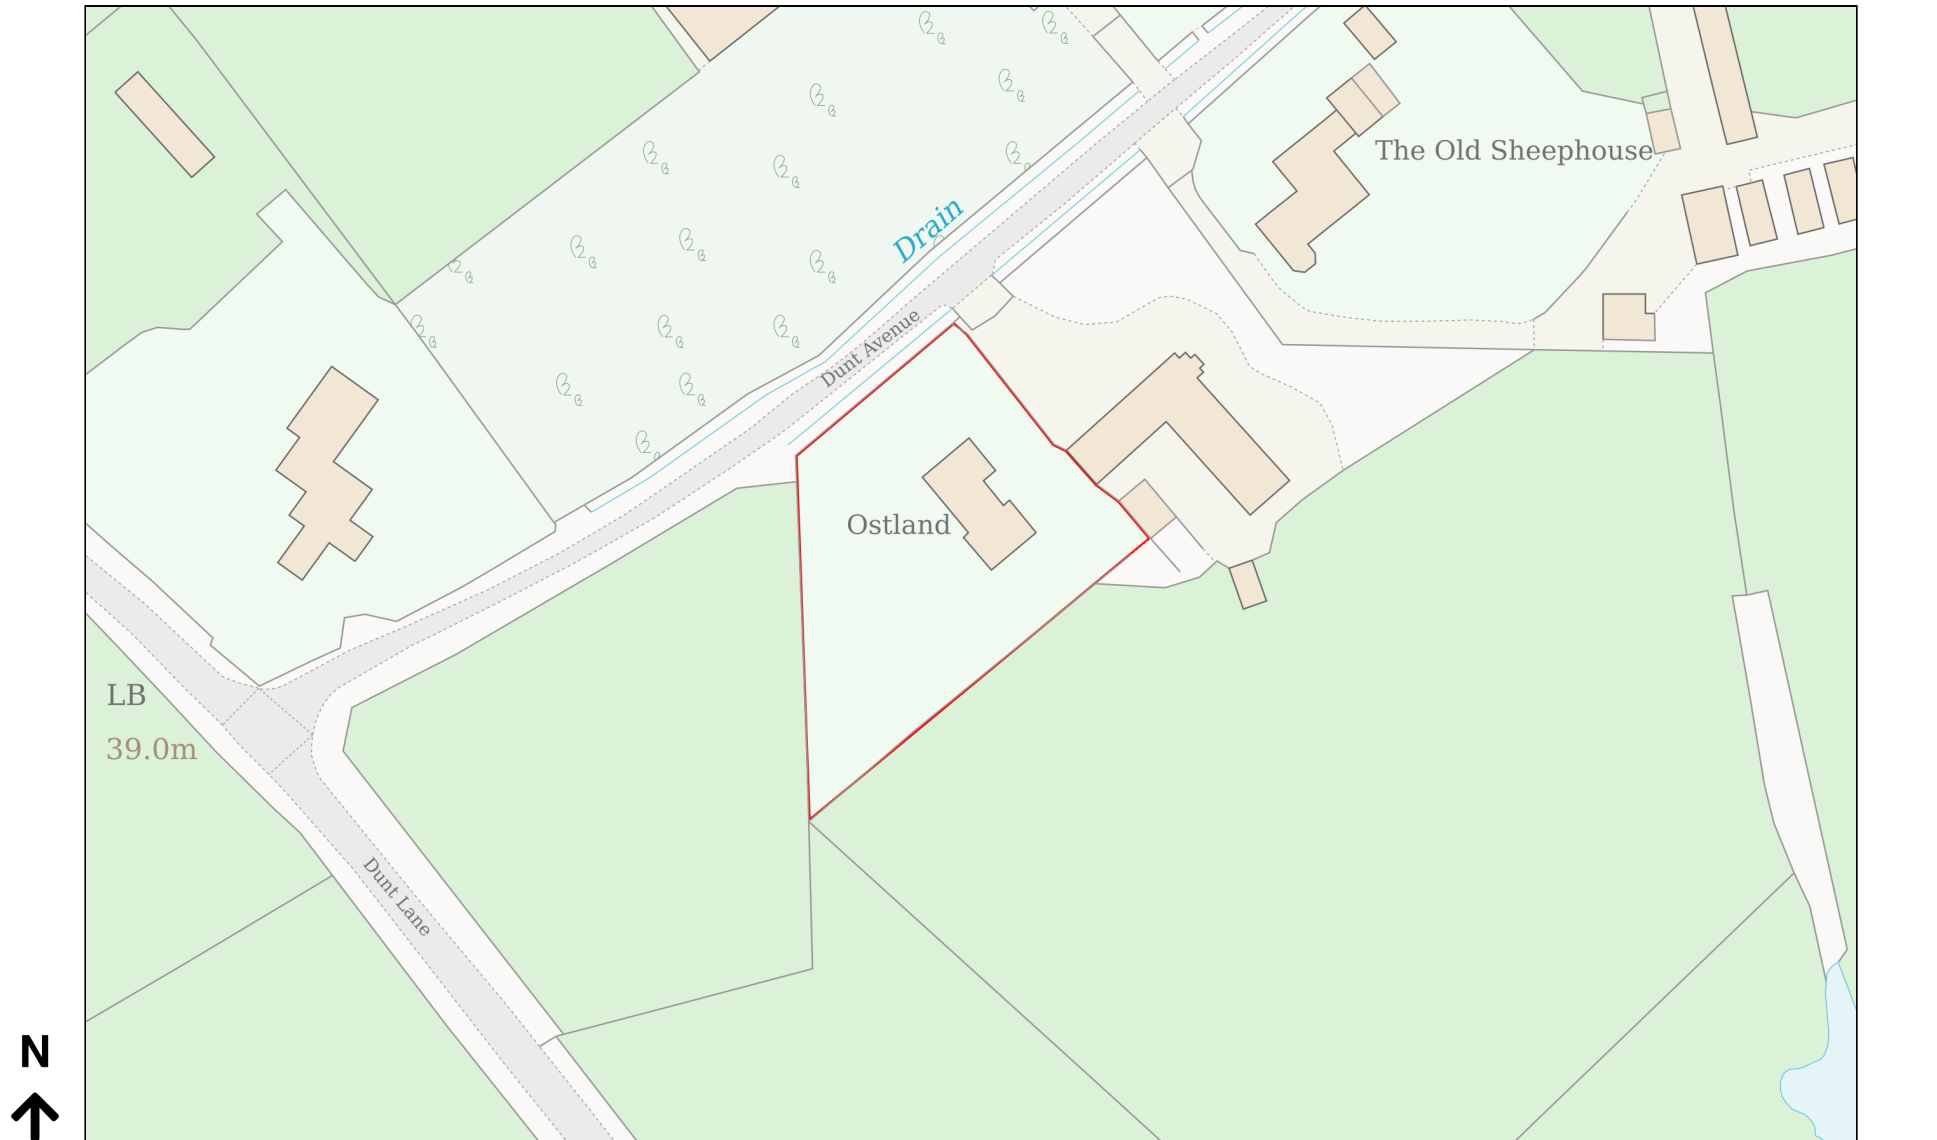 The Old Sheephouse
Drain
Dunt Avenue
Ostland
LB
39.0m
Dunt Lane
N